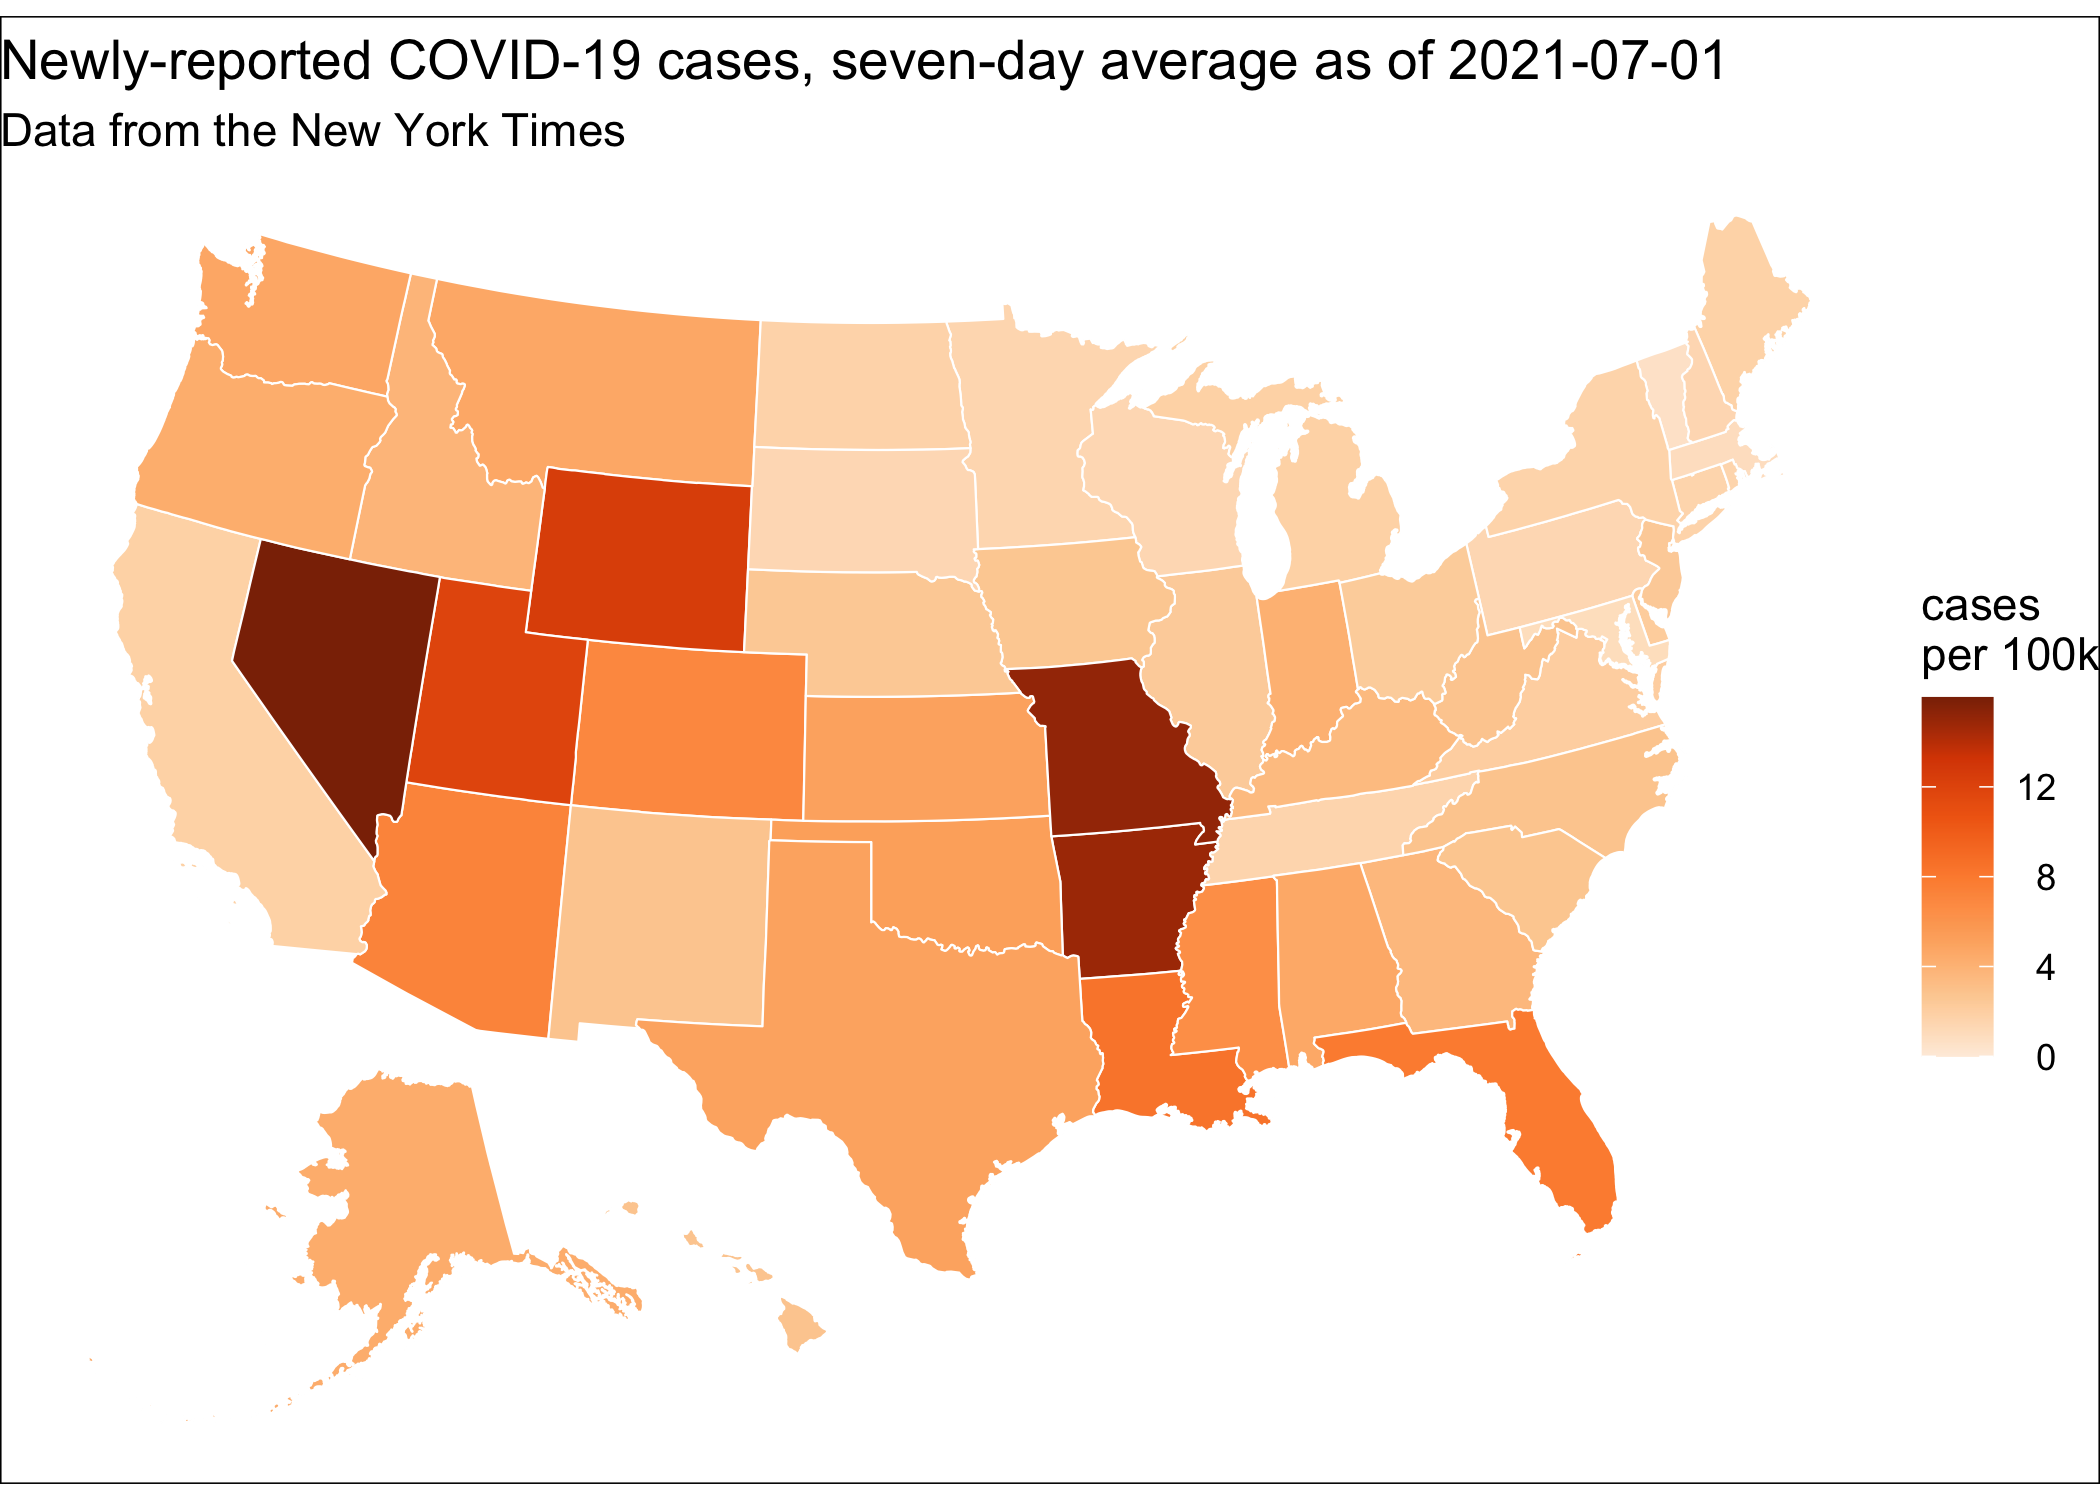 Newly-reported COVID-19 cases, seven-day average as of 2021-07-01
Data from the New York Times
cases
per 100k
12
8
4
0